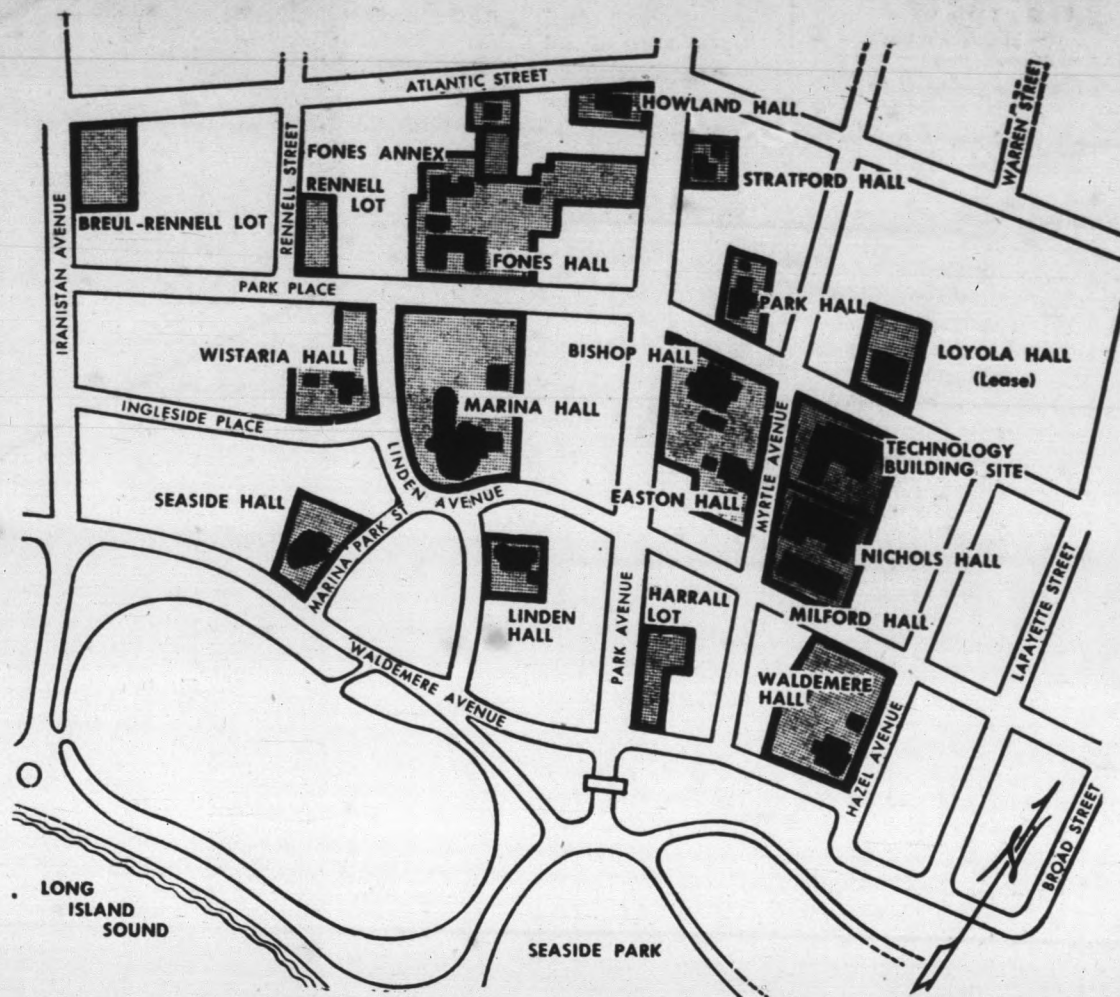 ATLANTIC STREET
HOWLAND HALL
WARREN STREET
FONES ANNEX
RENNELL STREET
RENNELL
LOT
STRATFORD HALL
BREUL-RENNELL LOT
IRANISTAN AVENUE
FONES HALL
PARK PLACE
PARK HALL
WISTARIA HALL
BISHOP HALL
LOYOLA HALL
(Lease)
MARINA HALL
INGLESIDE PLACE
MYRTLE AVENUE
LINDEN AVENUE
TECHNOLOGY
BUILDING SITE
SEASIDE HALL
EASTON HALL
MARINA PARK ST
NICHOLS HALL
LINDEN
HALL
HARRALL
LOT
MILFORD HALL
LAFAYETTE STREET
PARK AVENUE
WALDEMERE AVENUE
WALDEMERE
HALL
HAZEL AVENUE
BROAD STREET
LONG
ISLAND
SOUND
SEASIDE PARK